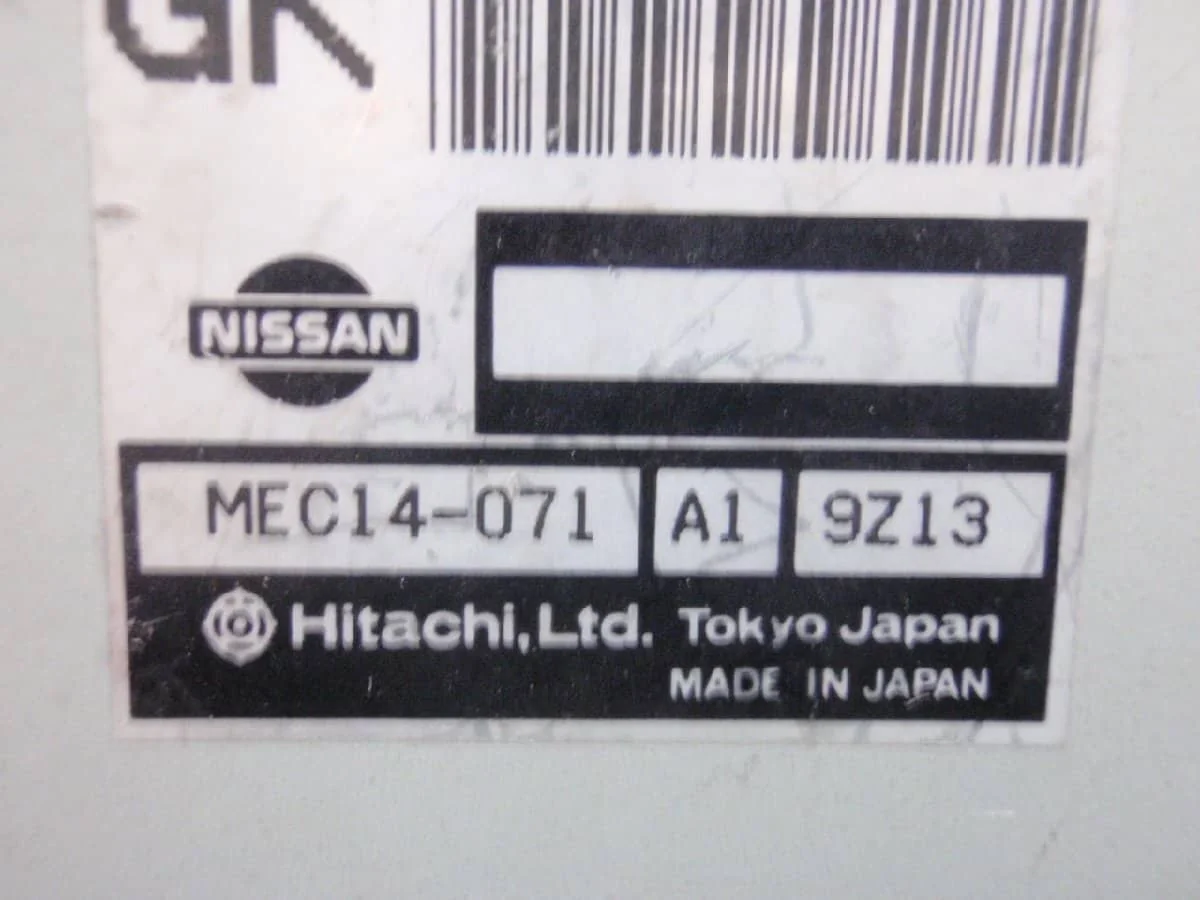 GK
NISSAN
MEC14-071 A1 9Z13
Hitachi, Ltd. Tokyo Japan
MADE IN JAPAN